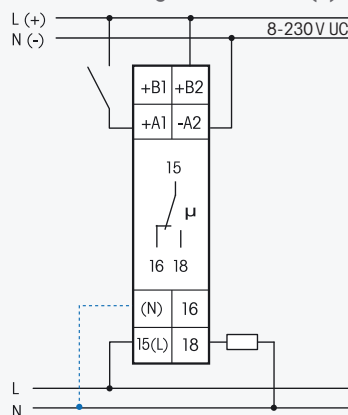 L (+)
N (-)
8-230 V UC
+B1 +B2
+A1 -A2
15
µ
16 18
(N) 16
15(L) 18
L
N